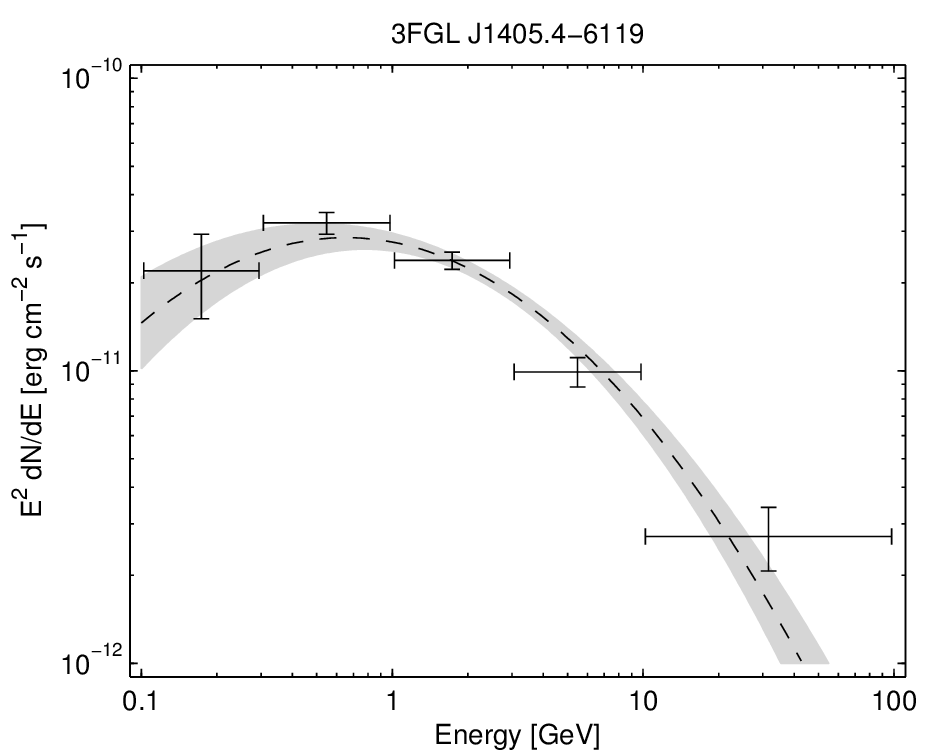 3FGL J1405.4−6119
10⁻¹⁰
10⁻¹¹
10⁻¹²
E² dN/dE [erg cm⁻² s⁻¹]
0.1 1 10 100
Energy [GeV]